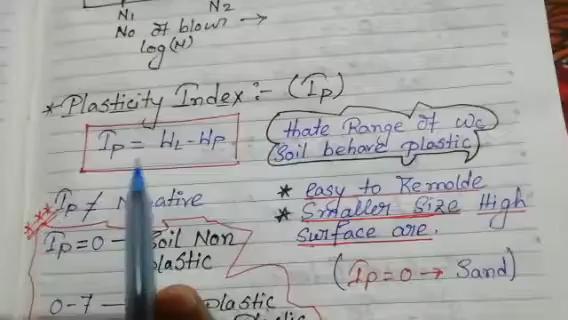 N1 N2
No of blows →
log(N)
* Plasticity Index :- (Ip)
Ip = WL - Wp
thate Range of Wc
Soil behave plastic
Ip ≠ Negative
* easy to Remolde
* Smaller Size High
Surface are.
Ip = 0 - Soil Non
plastic
(Ip = 0 → Sand)
0-7 - plastic